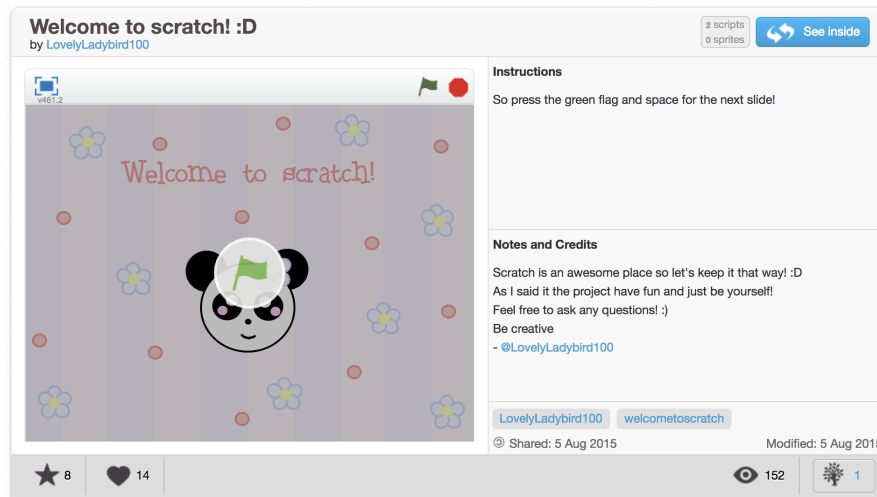 Welcome to scratch! :D
by LovelyLadybird100
2 scripts
0 sprites
See inside
v461.2
Welcome to scratch!
Instructions
So press the green flag and space for the next slide!
Notes and Credits
Scratch is an awesome place so let's keep it that way! :D
As I said it the project have fun and just be yourself!
Feel free to ask any questions! :)
Be creative
- @LovelyLadybird100
LovelyLadybird100 welcometoscratch
Shared: 5 Aug 2015 Modified: 5 Aug 201
8 14 152 1